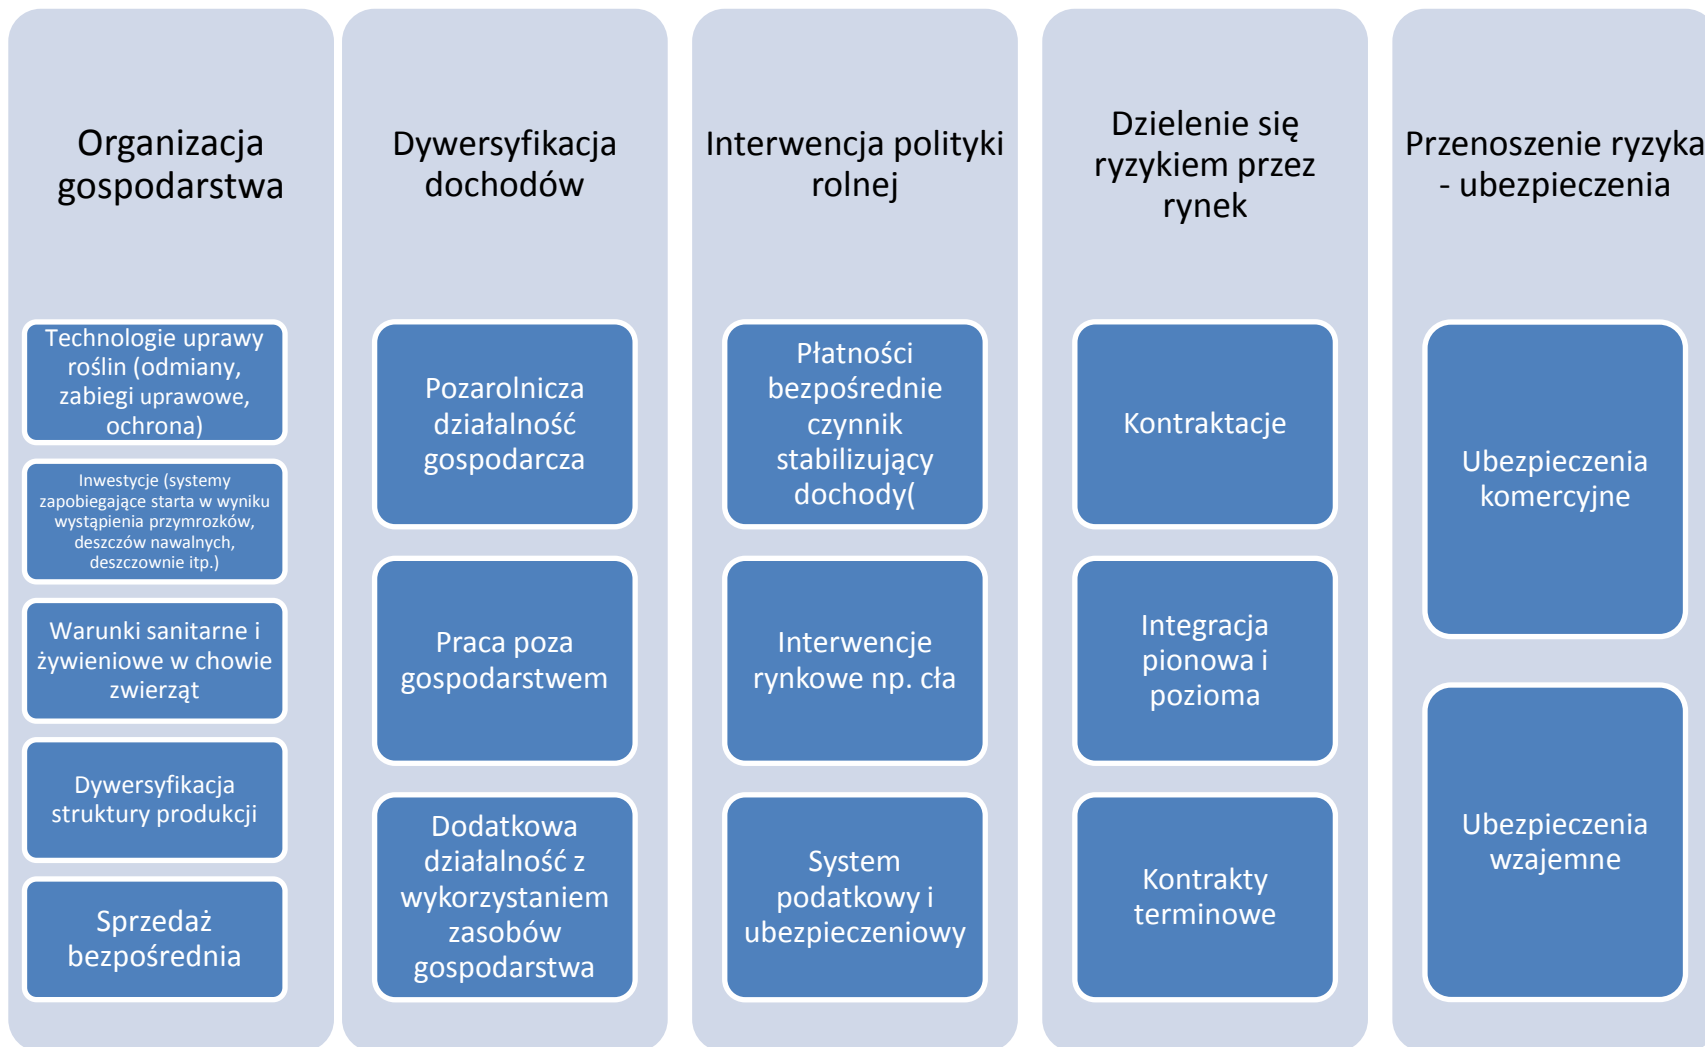 Organizacja
gospodarstwa
Technologie uprawy
roślin (odmiany,
zabiegi uprawowe,
ochrona)
Inwestycje (systemy
zapobiegające starta w wyniku
wystąpienia przymrozków,
deszczów nawalnych,
deszczownie itp.)
Warunki sanitarne i
żywieniowe w chowie
zwierząt
Dywersyfikacja
struktury produkcji
Sprzedaż
bezpośrednia
Dywersyfikacja
dochodów
Pozarolnicza
działalność
gospodarcza
Praca poza
gospodarstwem
Dodatkowa
działalność z
wykorzystaniem
zasobów
gospodarstwa
Interwencja polityki
rolnej
Płatności
bezpośrednie
czynnik
stabilizujący
dochody(
Interwencje
rynkowe np. cła
System
podatkowy i
ubezpieczeniowy
Dzielenie się
ryzykiem przez
rynek
Kontraktacje
Integracja
pionowa i
pozioma
Kontrakty
terminowe
Przenoszenie ryzyka
- ubezpieczenia
Ubezpieczenia
komercyjne
Ubezpieczenia
wzajemne